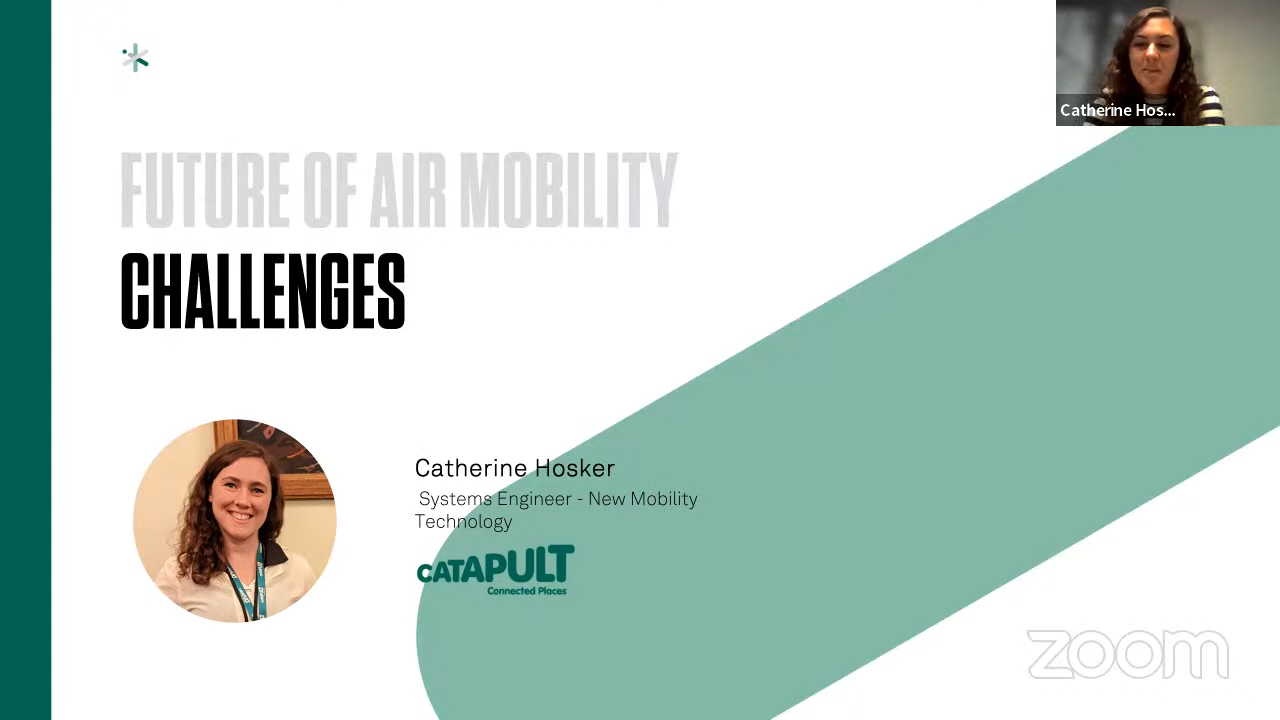 Catherine Hos...
FUTURE OF AIR MOBILITY
CHALLENGES
Catherine Hosker
Systems Engineer - New Mobility
Technology
CATAPULT
Connected Places
zoom